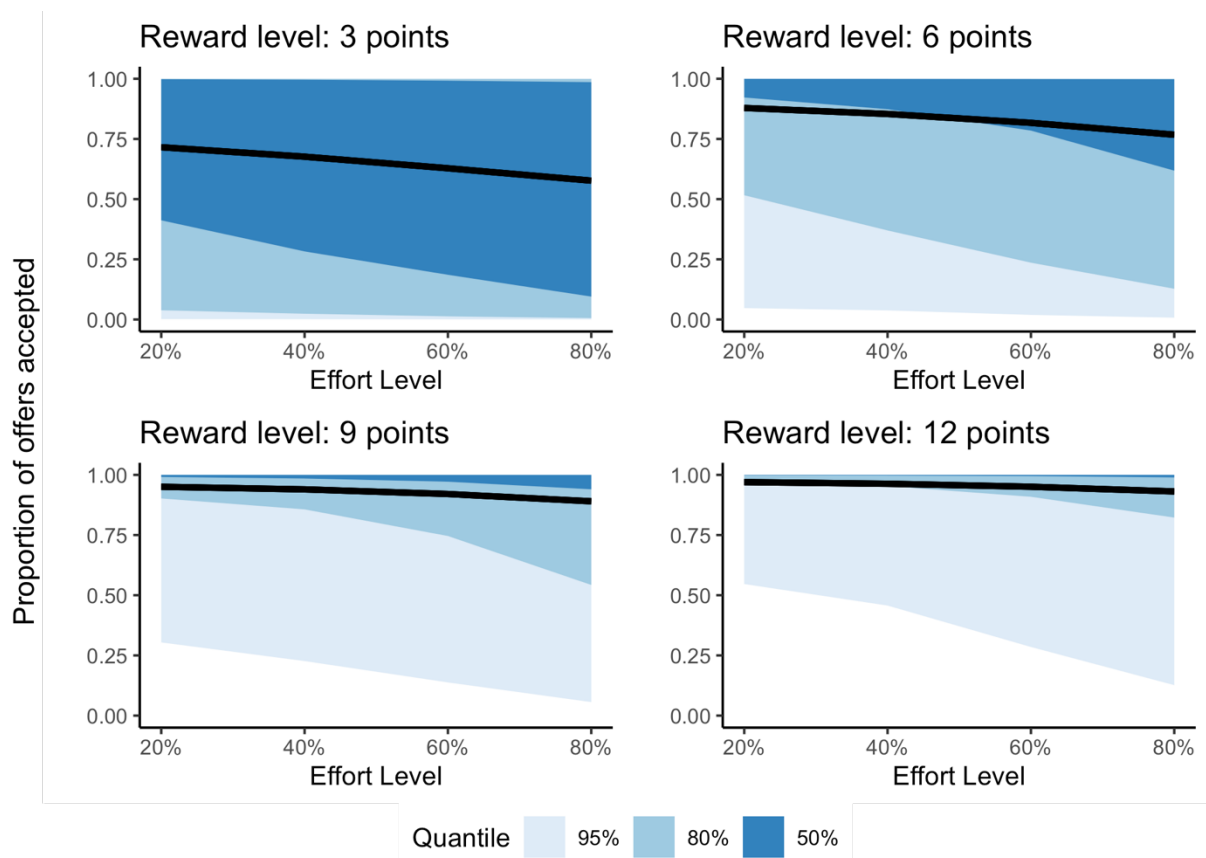 Proportion of offers accepted
Reward level: 3 points
1.00
0.75
0.50
0.25
0.00
20% 40% 60% 80%
Effort Level
Reward level: 6 points
1.00
0.75
0.50
0.25
0.00
20% 40% 60% 80%
Effort Level
Reward level: 9 points
1.00
0.75
0.50
0.25
0.00
20% 40% 60% 80%
Effort Level
Reward level: 12 points
1.00
0.75
0.50
0.25
0.00
20% 40% 60% 80%
Effort Level
Quantile 95% 80% 50%